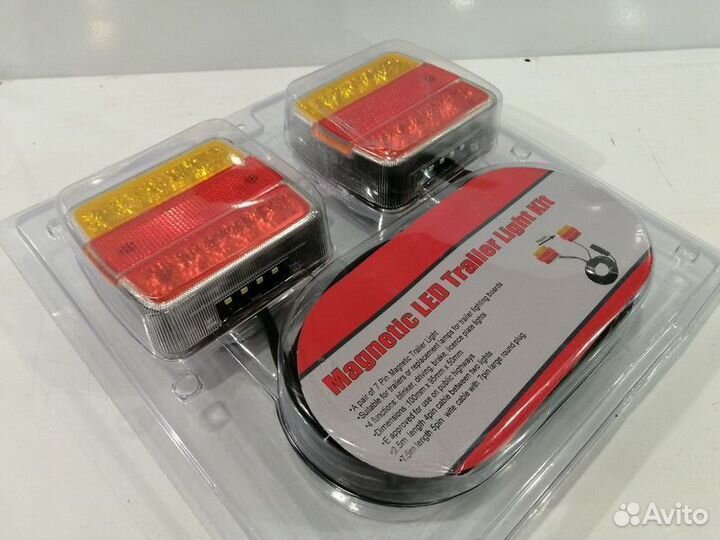 Magnetic LED Trailer Light Kit
•A pair of 7 Pin Magnetic Trailer Light
•Suitable for trailers or replacement lamps for trailer lighting boards
•4 functions :blinker, driving, brake, licence plate lights
•Dimensions :100mm x 95mm x 50mm
•E approved for use on public highways
•2.5m length 4pin cable between two lights
•7.5m length 5pin wite cable with 7pin large round plug.
Avito